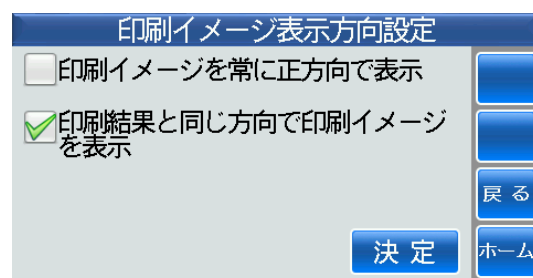 印刷イメージ表示方向設定
印刷イメージを常に正方向で表示
印刷結果と同じ方向で印刷イメージ
を表示
戻る
決定
ホーム